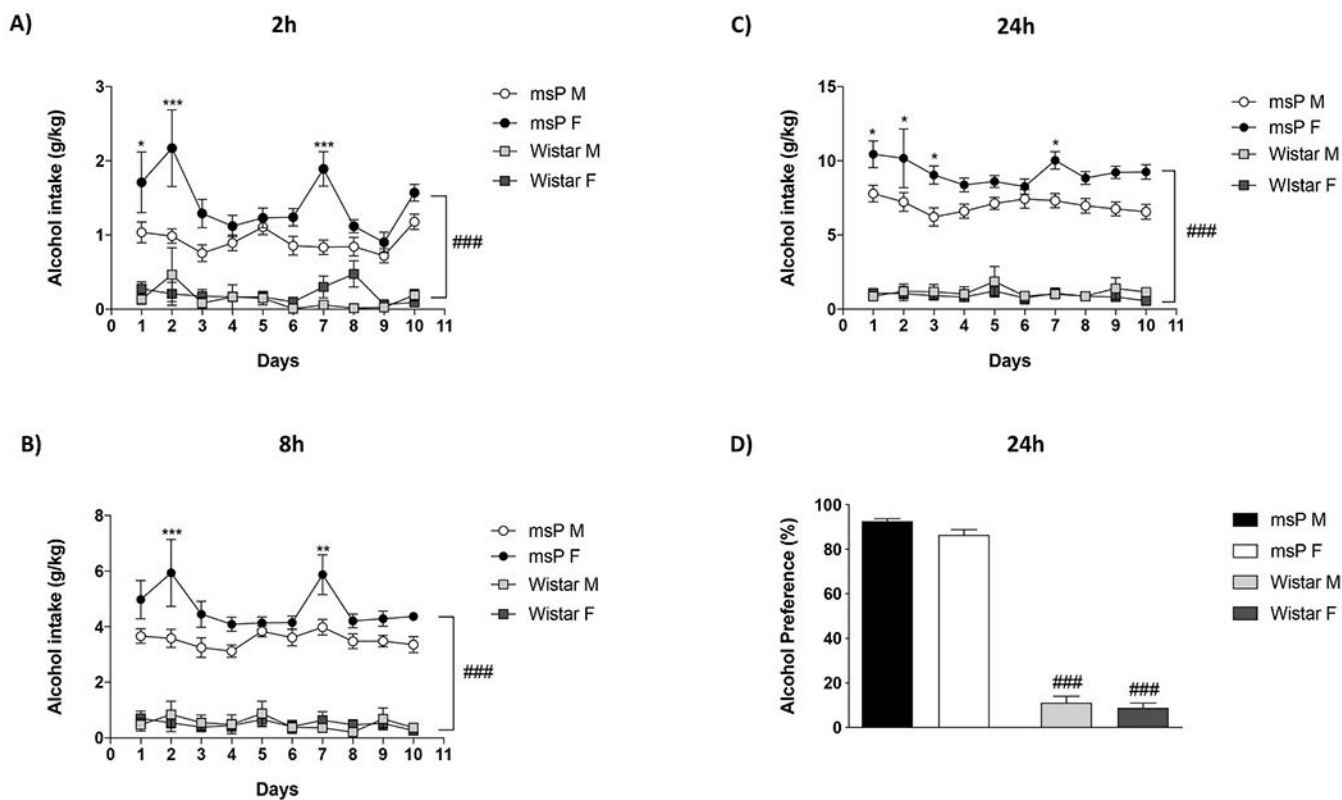 A)
2h
Alcohol intake (g/kg)
3
2
1
0
*
***
***
0 1 2 3 4 5 6 7 8 9 10 11
Days
msP M
msP F
Wistar M
Wistar F
###
C)
24h
Alcohol intake (g/kg)
15
10
5
0
*
*
*
*
0 1 2 3 4 5 6 7 8 9 10 11
Days
msP M
msP F
Wistar M
WIstar F
###
B)
8h
Alcohol intake (g/kg)
8
6
4
2
0
***
**
0 1 2 3 4 5 6 7 8 9 10 11
Days
msP M
msP F
Wistar M
Wistar F
###
D)
24h
Alcohol Preference (%)
100
80
60
40
20
0
###
###
msP M
msP F
Wistar M
Wistar F